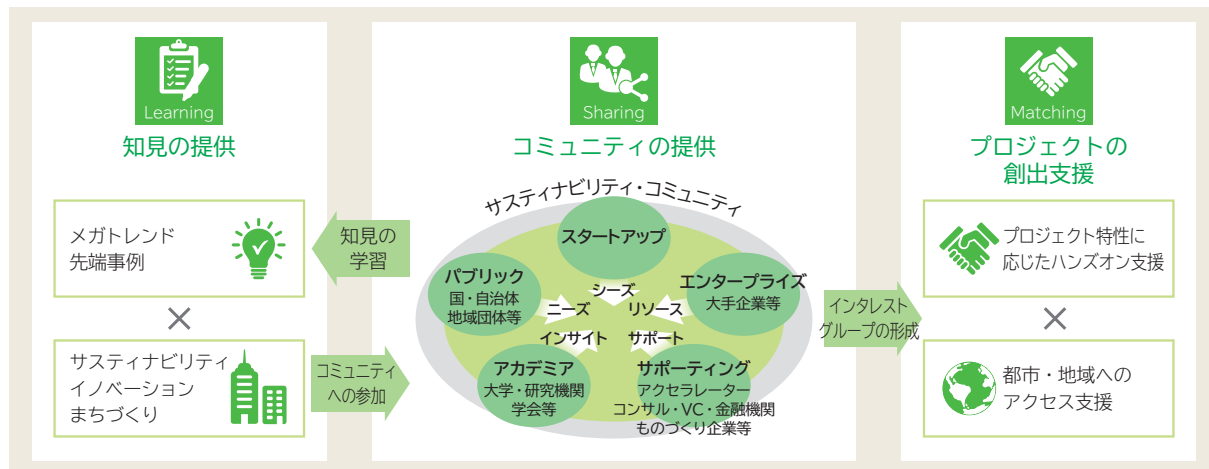 Learning
知見の提供
メガトレンド
先端事例
×
サスティナビリティ
イノベーション
まちづくり
知見の
学習
コミュニティ
への参加
Sharing
コミュニティの提供
サスティナビリティ・コミュニティ
スタートアップ
パブリック
国・自治体
地域団体等
エンタープライズ
大手企業等
シーズ
ニーズ
リソース
インサイト
サポート
アカデミア
大学・研究機関
学会等
サポーティング
アクセラレーター
コンサル・VC・金融機関
ものづくり企業等
インタレスト
グループの形成
Matching
プロジェクトの
創出支援
プロジェクト特性に
応じたハンズオン支援
×
都市・地域への
アクセス支援